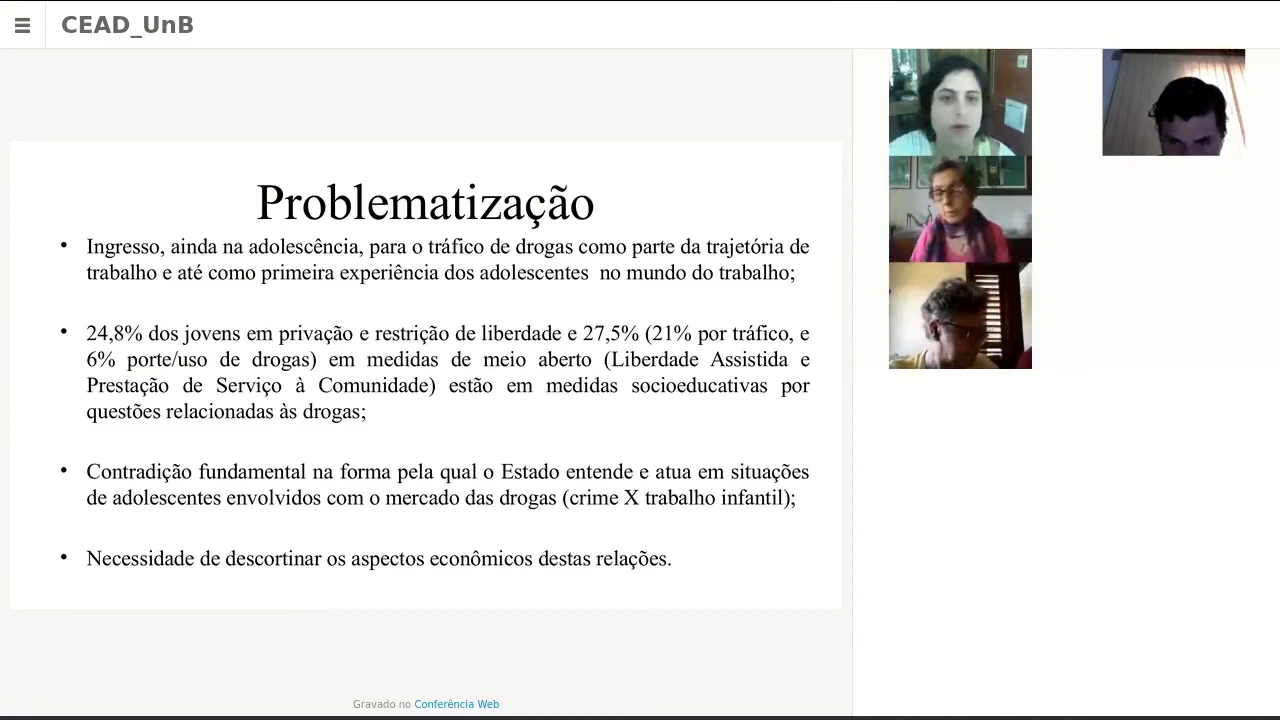 CEAD_UnB
Problematização
• Ingresso, ainda na adolescência, para o tráfico de drogas como parte da trajetória de
trabalho e até como primeira experiência dos adolescentes  no mundo do trabalho;
• 24,8% dos jovens em privação e restrição de liberdade e 27,5% (21% por tráfico, e
6% porte/uso de drogas) em medidas de meio aberto (Liberdade Assistida e
Prestação de Serviço à Comunidade) estão em medidas socioeducativas por
questões relacionadas às drogas;
• Contradição fundamental na forma pela qual o Estado entende e atua em situações
de adolescentes envolvidos com o mercado das drogas (crime X trabalho infantil);
• Necessidade de descortinar os aspectos econômicos destas relações.
Gravado no Conferência Web